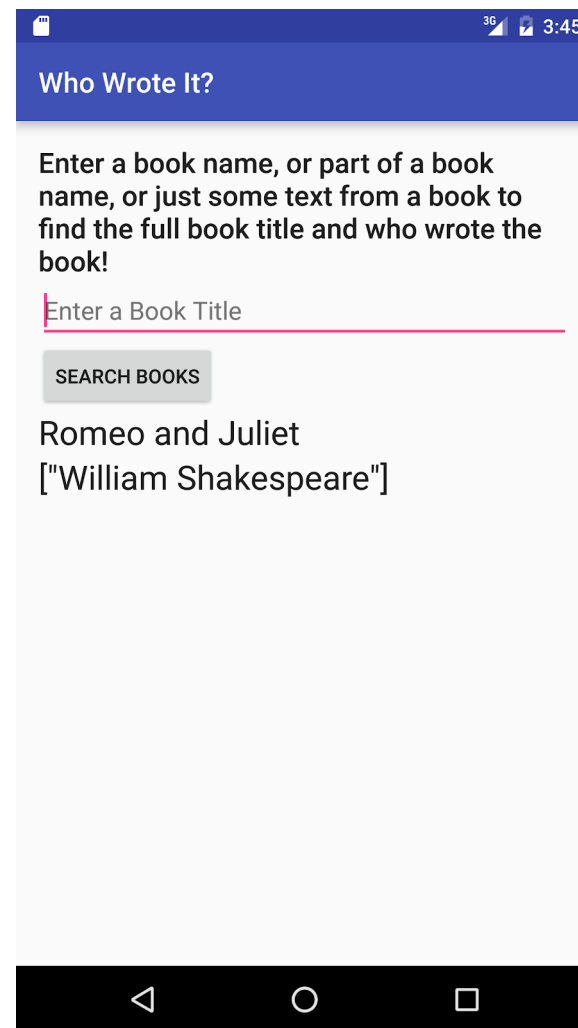 3G 3:45
Who Wrote It?
Enter a book name, or part of a book
name, or just some text from a book to
find the full book title and who wrote the
book!
Enter a Book Title
SEARCH BOOKS
Romeo and Juliet
["William Shakespeare"]